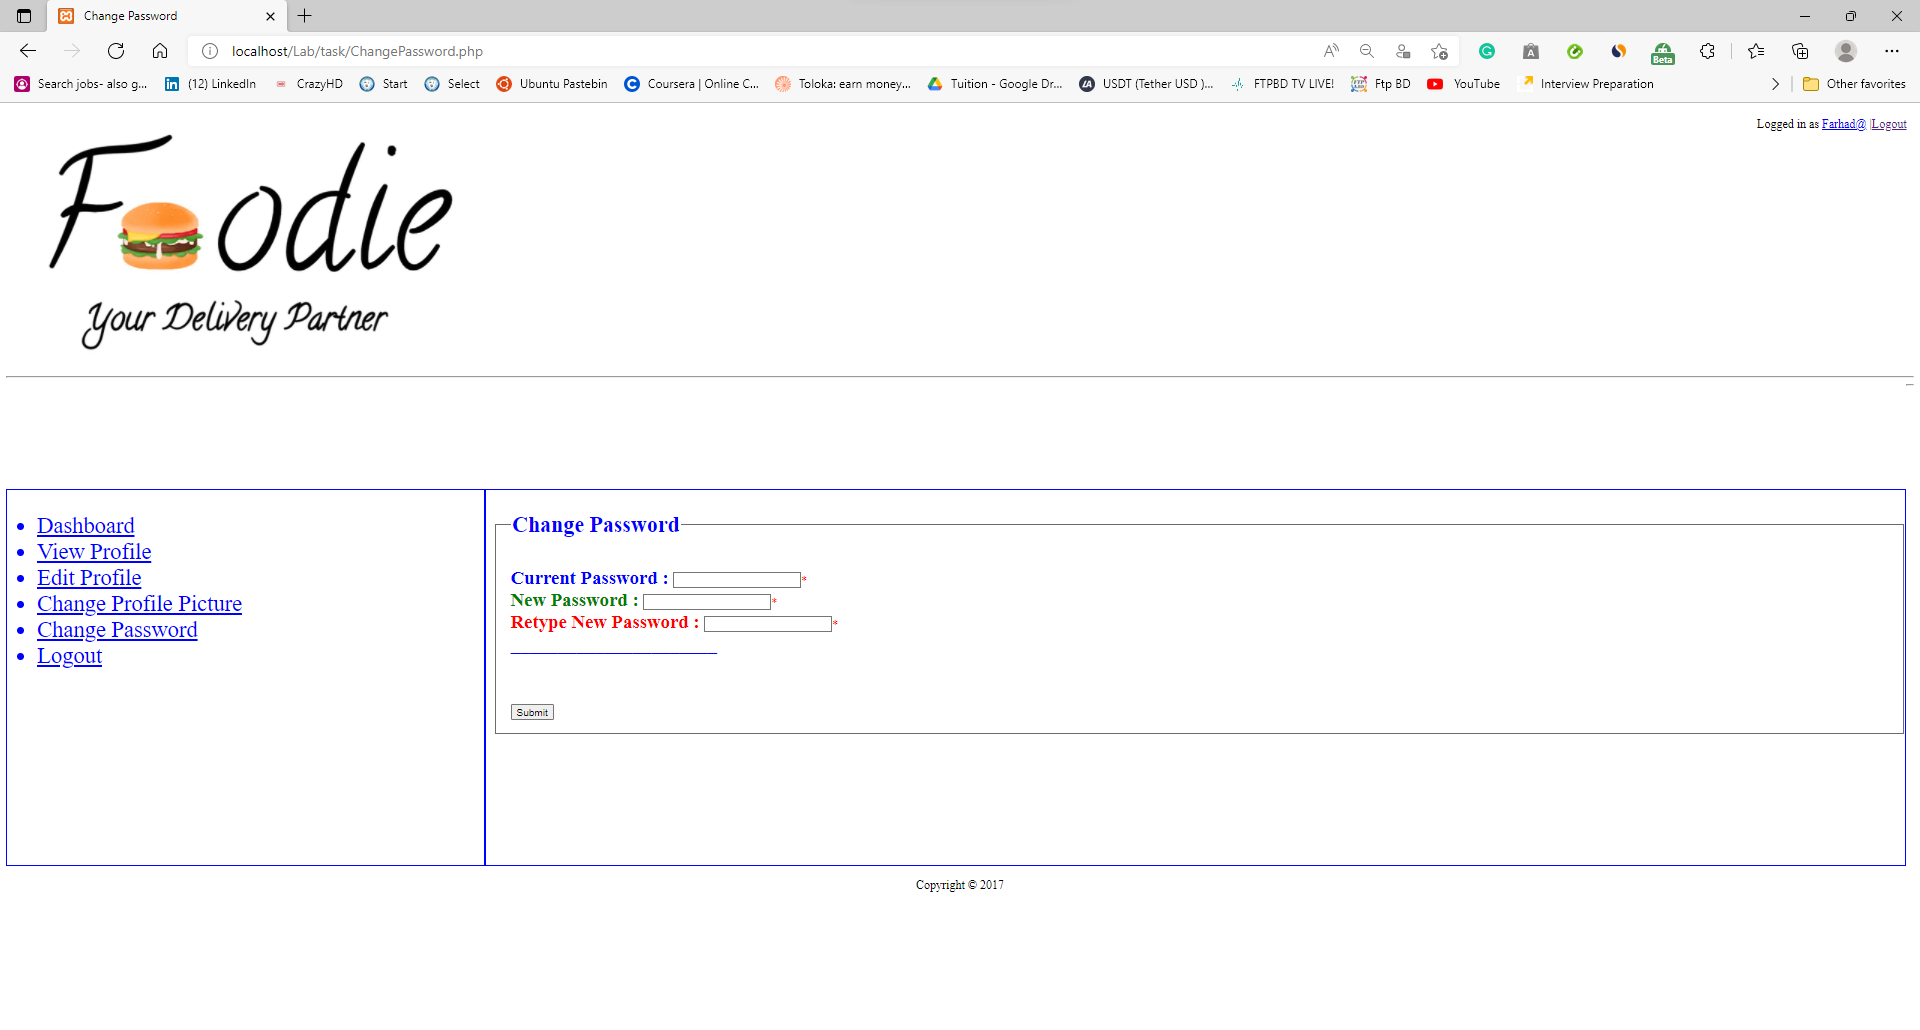 Change Password
localhost/Lab/task/ChangePassword.php
A
Beta
Search jobs- also g... (12) LinkedIn CrazyHD Start Select Ubuntu Pastebin Coursera | Online C... Toloka: earn money... Tuition - Google Dr... USDT (Tether USD )... FTPBD TV LIVE! Ftp BD YouTube Interview Preparation Other favorites
Logged in as Farhad@ |Logout
Foodie
Your Delivery Partner
Dashboard
View Profile
Edit Profile
Change Profile Picture
Change Password
Logout
Change Password
Current Password : *
New Password : *
Retype New Password : *
Submit
Copyright © 2017